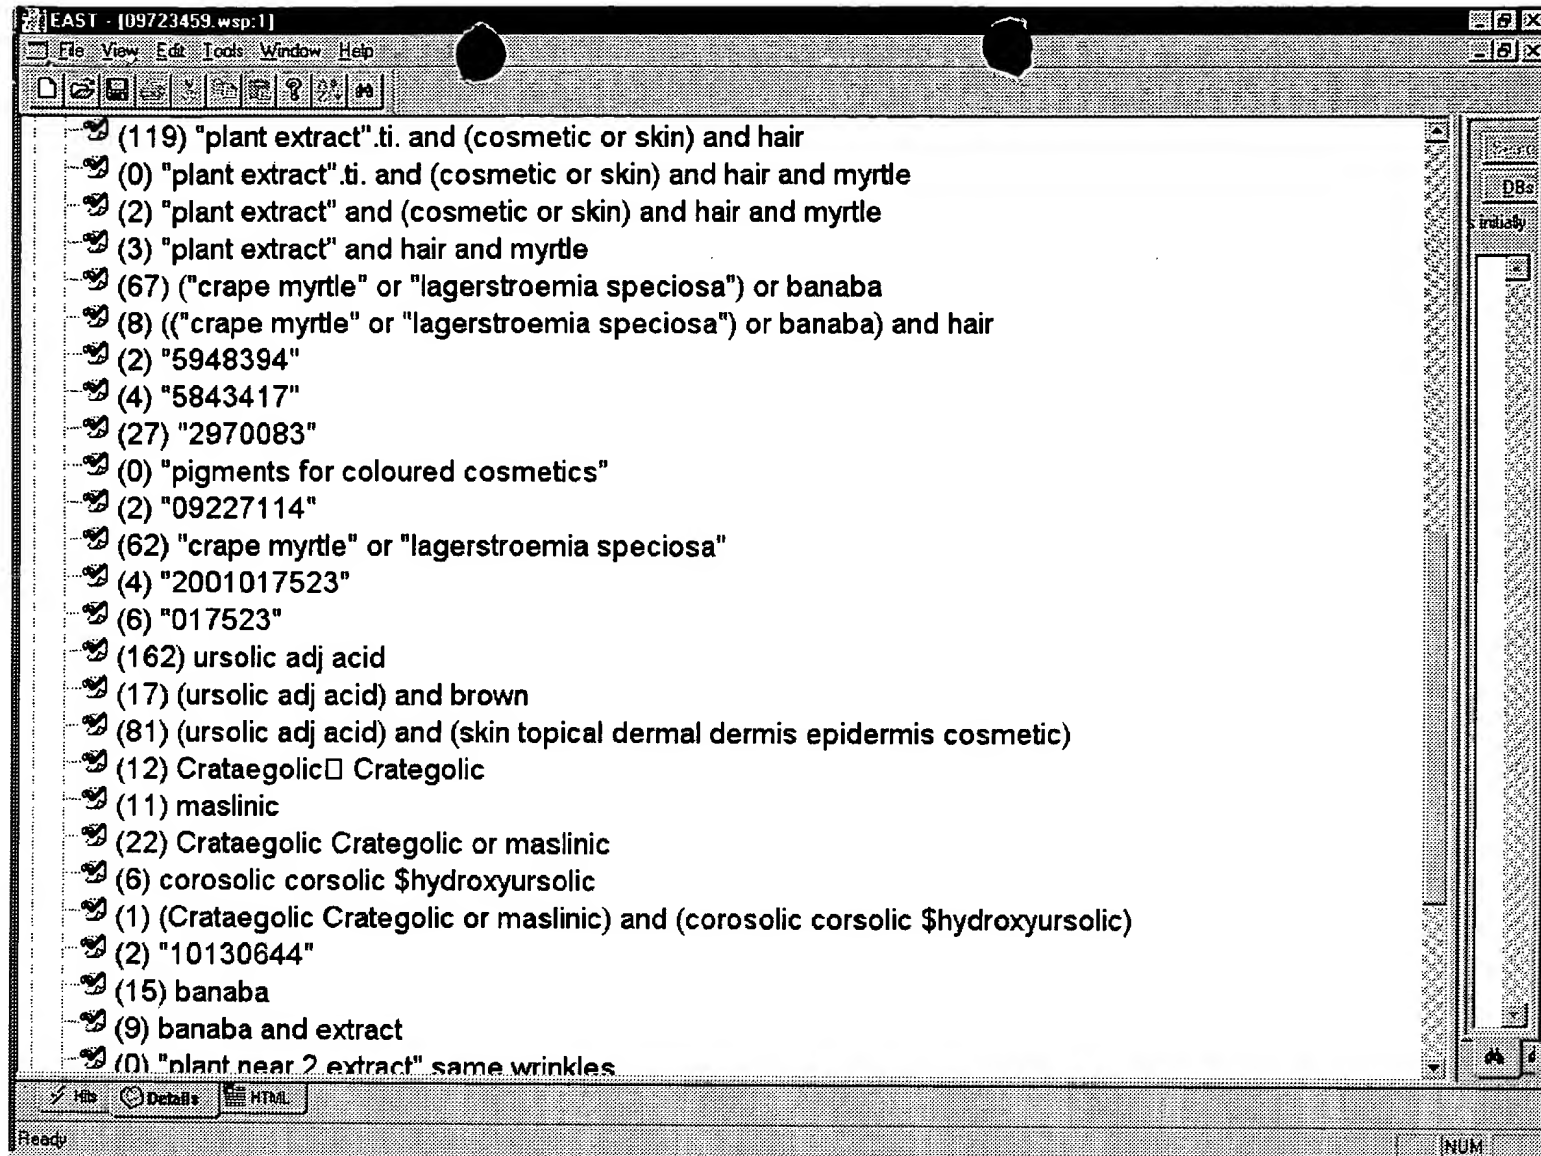 EAST - [09723459.wsp:1]
File View Edit Tools Window Help
(119) "plant extract".ti. and (cosmetic or skin) and hair
(0) "plant extract".ti. and (cosmetic or skin) and hair and myrtle
(2) "plant extract" and (cosmetic or skin) and hair and myrtle
(3) "plant extract" and hair and myrtle
(67) ("crape myrtle" or "lagerstroemia speciosa") or banaba
(8) (("crape myrtle" or "lagerstroemia speciosa") or banaba) and hair
(2) "5948394"
(4) "5843417"
(27) "2970083"
(0) "pigments for coloured cosmetics"
(2) "09227114"
(62) "crape myrtle" or "lagerstroemia speciosa"
(4) "2001017523"
(6) "017523"
(162) ursolic adj acid
(17) (ursolic adj acid) and brown
(81) (ursolic adj acid) and (skin topical dermal dermis epidermis cosmetic)
(12) Crataegolic□ Crategolic
(11) maslinic
(22) Crataegolic Crategolic or maslinic
(6) corosolic corsolic $hydroxyursolic
(1) (Crataegolic Crategolic or maslinic) and (corosolic corsolic $hydroxyursolic)
(2) "10130644"
(15) banaba
(9) banaba and extract
(0) "plant near 2 extract" same wrinkles
DBs
s initially
Hits Details HTML
Ready
NUM